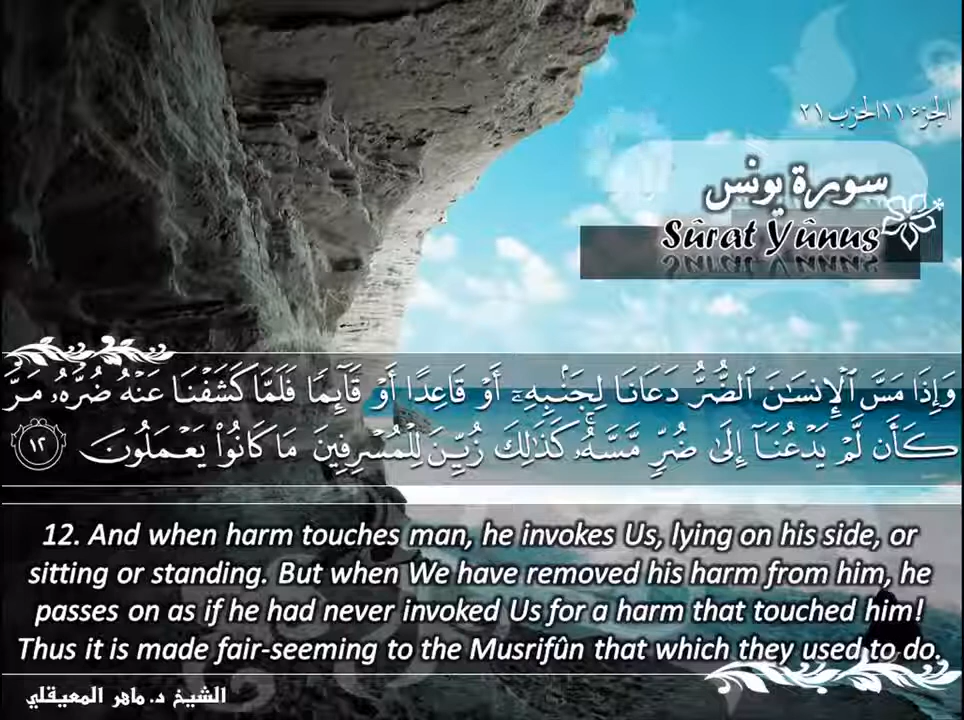 الجزء ١١ الحزب ٢١
سورة يونس
Sûrat Yûnus
وَإِذَا مَسَّ ٱلْإِنسَـٰنَ ٱلضُّرُّ دَعَانَا لِجَنۢبِهِۦٓ أَوْ قَاعِدًا أَوْ قَآئِمًا فَلَمَّا كَشَفْنَا عَنْهُ ضُرَّهُۥ مَرَّ
كَأَن لَّمْ يَدْعُنَآ إِلَىٰ ضُرٍّ مَّسَّهُۥ ۚ كَذَٰلِكَ زُيِّنَ لِلْمُسْرِفِينَ مَا كَانُوا۟ يَعْمَلُونَ ١٢
12. And when harm touches man, he invokes Us, lying on his side, or
sitting or standing. But when We have removed his harm from him, he
passes on as if he had never invoked Us for a harm that touched him!
Thus it is made fair-seeming to the Musrifûn that which they used to do.
الشيخ د. ماهر المعيقلي